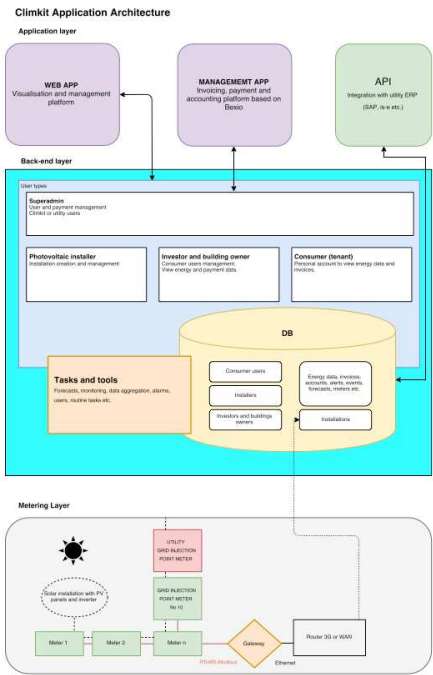 Climkit Application Architecture
Application layer
WEB APP
Visualisation and management
platform
MANAGEMEMT APP
Invoicing, payment and
accounting platform based on
Bexio
API
Integration with utility ERP
(SAP, is-e etc.)
Back-end layer
User types
Superadmin
User and payment management
Climkit or utility users
Photovoltaic installer
Installation creation and management
Investor and building owner
Consumer users management
View energy and payment data.
Consumer (tenant)
Personal account to view energy data and
invoices.
DB
Tasks and tools
Forecasts, monitoring, data aggregation, alarms,
users, routine tasks etc.
Consumer users
Installers
Investors and buildings
owners
Energy data, invoices,
accounts, alerts, events,
forecasts, meters etc.
Installations
Metering Layer
UTILITY
GRID INJECTION
POINT METER
Solar installation with PV
panels and inverter
GRID INJECTION
POINT METER
No 10
Meter 1
Meter 2
Meter n
Gateway
Router 3G or WAN
RS485-Modbus
Ethernet